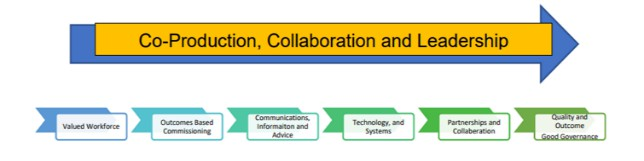 Co-Production, Collaboration and Leadership
Valued Workforce
Outcomes Based
Commissioning
Communications,
Informaiton and
Advice
Technology, and
Systems
Partnerships and
Collaberation
Quality and
Outcome
Good Governance